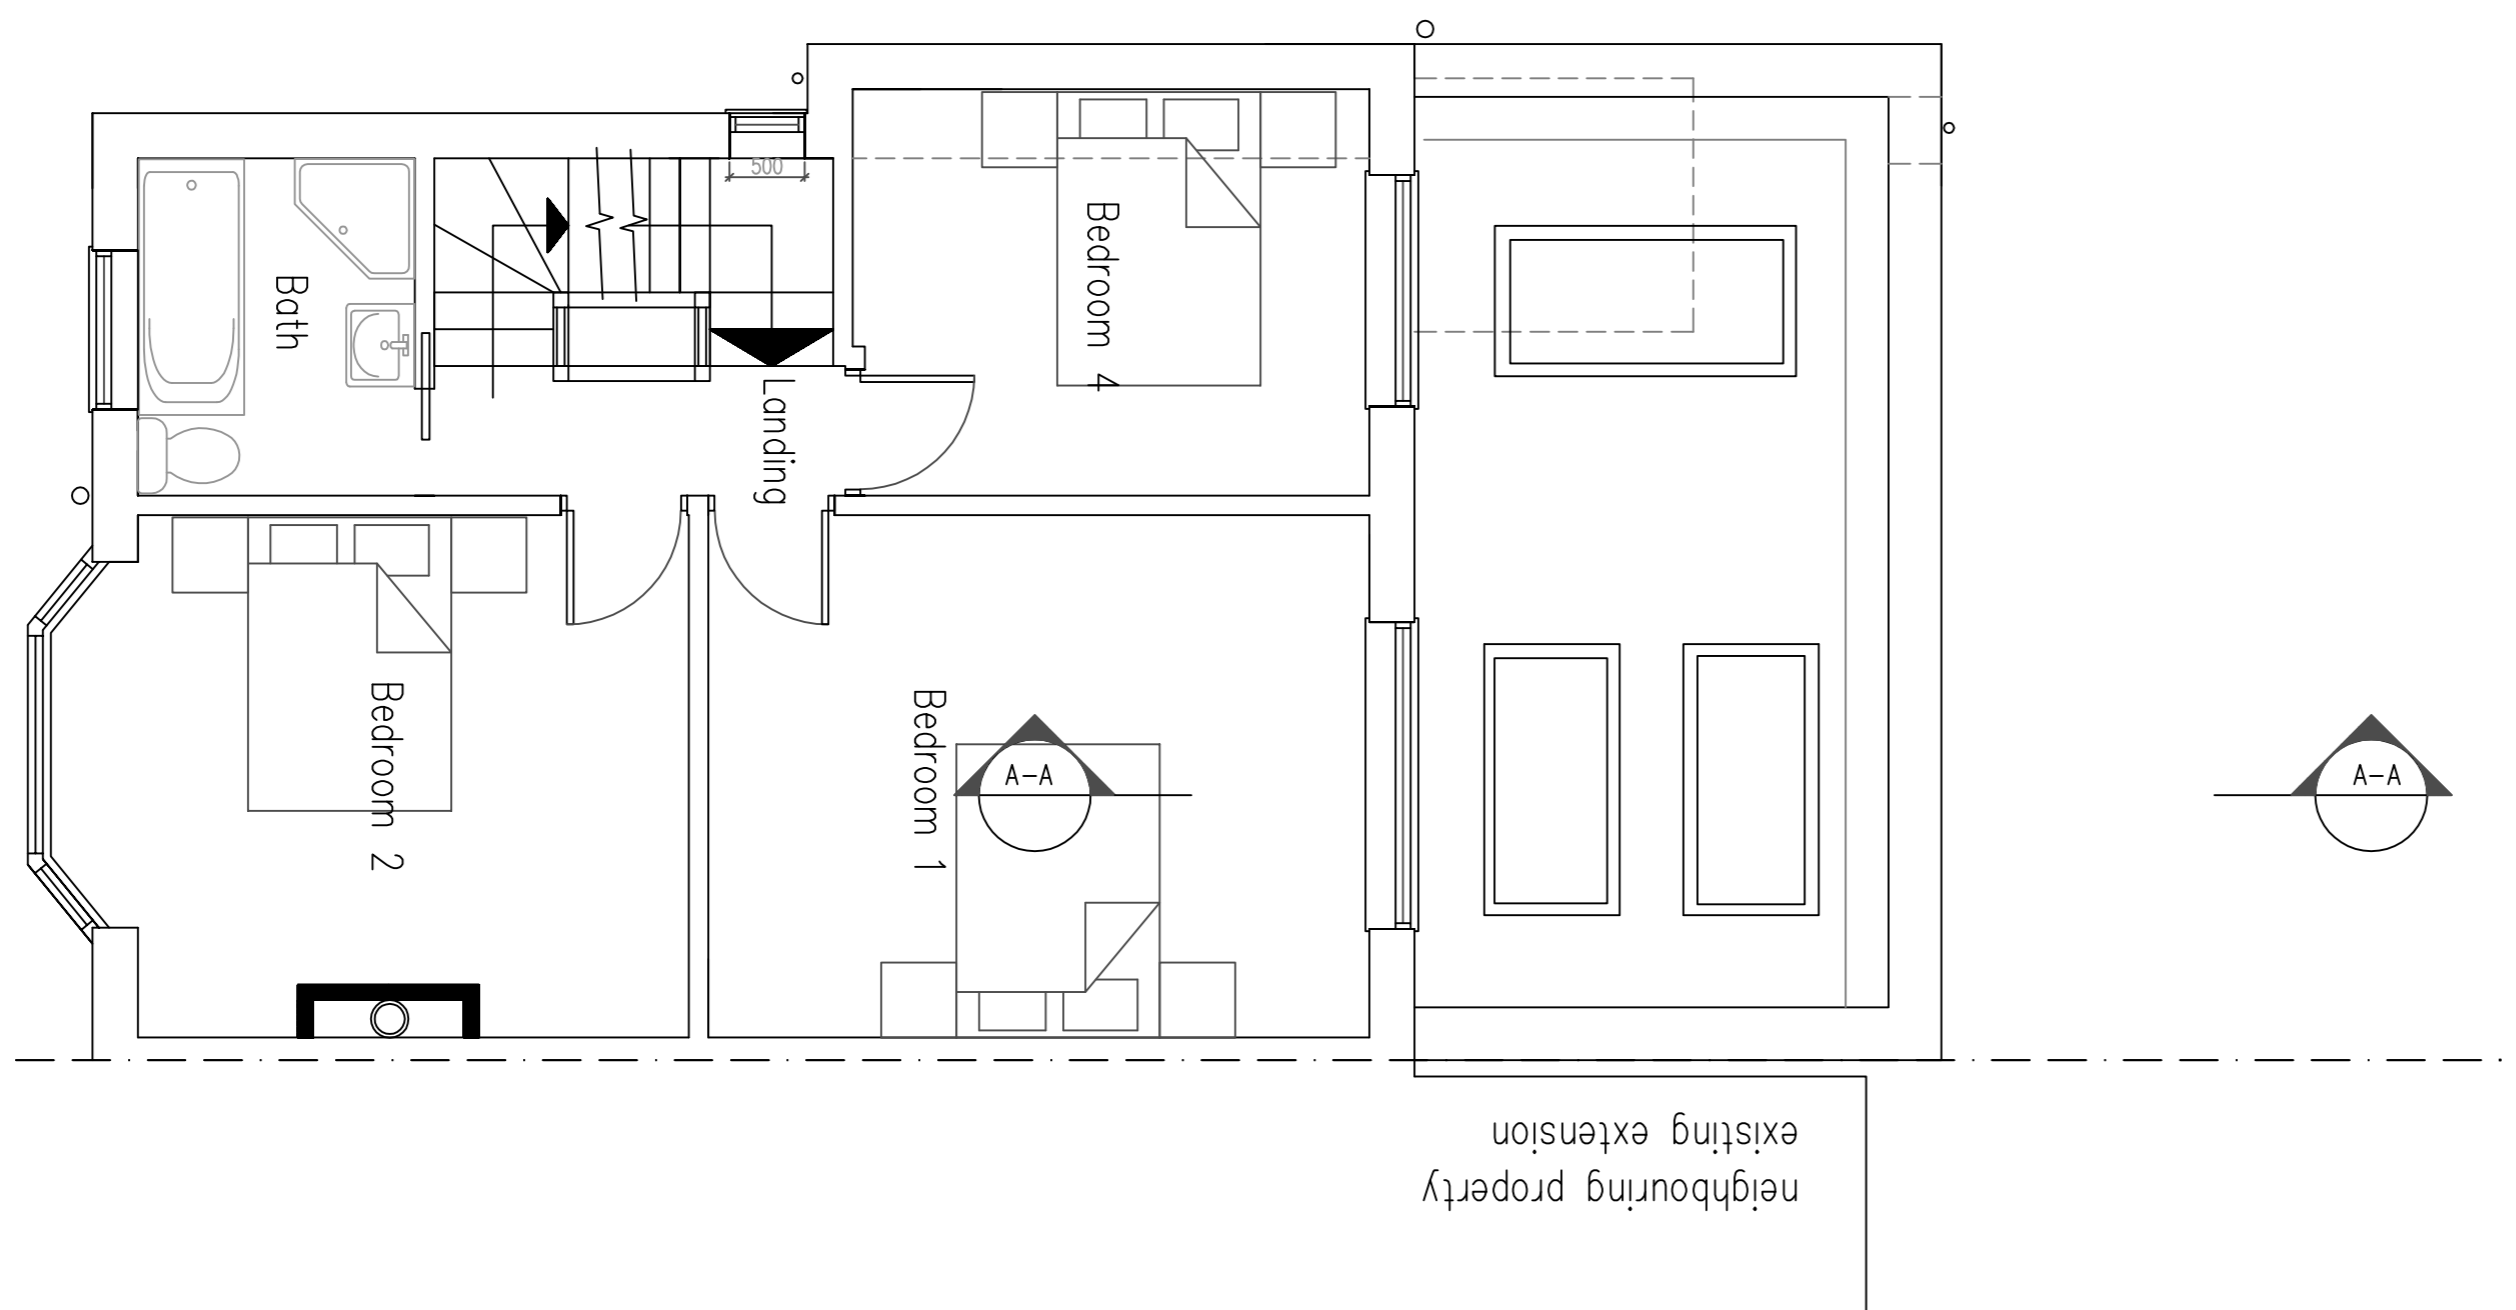 500
Bath
Landing
Bedroom 4
Bedroom 2
Bedroom 1
A-A
A-A
neighbouring property
existing extension